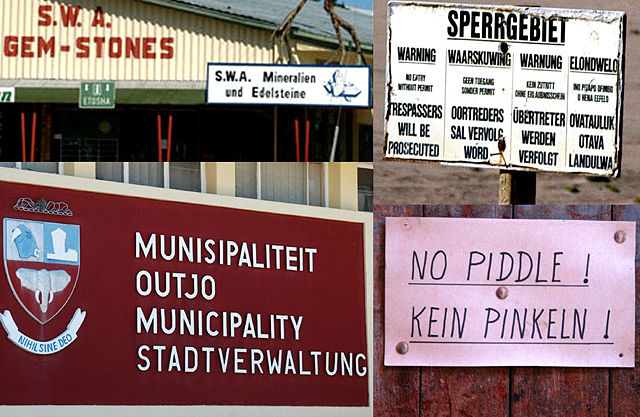 S.W.A.
GEM-STONES
S.W.A. Mineralien
und Edelsteine
ETOSHA
SPERRGEBIET
WARNING
NO ENTRY
WITHOUT PERMIT
TRESPASSERS
WILL BE
PROSECUTED
WAARSKUWING
GEEN TOEGANG
SONDER PERMIT
OORTREDERS
SAL VERVOLG
WORD
WARNUNG
KEIN ZUTRITT
OHNE ERLAUBNISSCHEIN
ÜBERTRETER
WERDEN
VERFOLGT
ELONDWELO
OVATAULUK
OTAVA
LANDULWA
MUNISIPALITEIT
OUTJO
MUNICIPALITY
STADTVERWALTUNG
NIHIL SINE DEO
NO PIDDLE !
KEIN PINKELN !